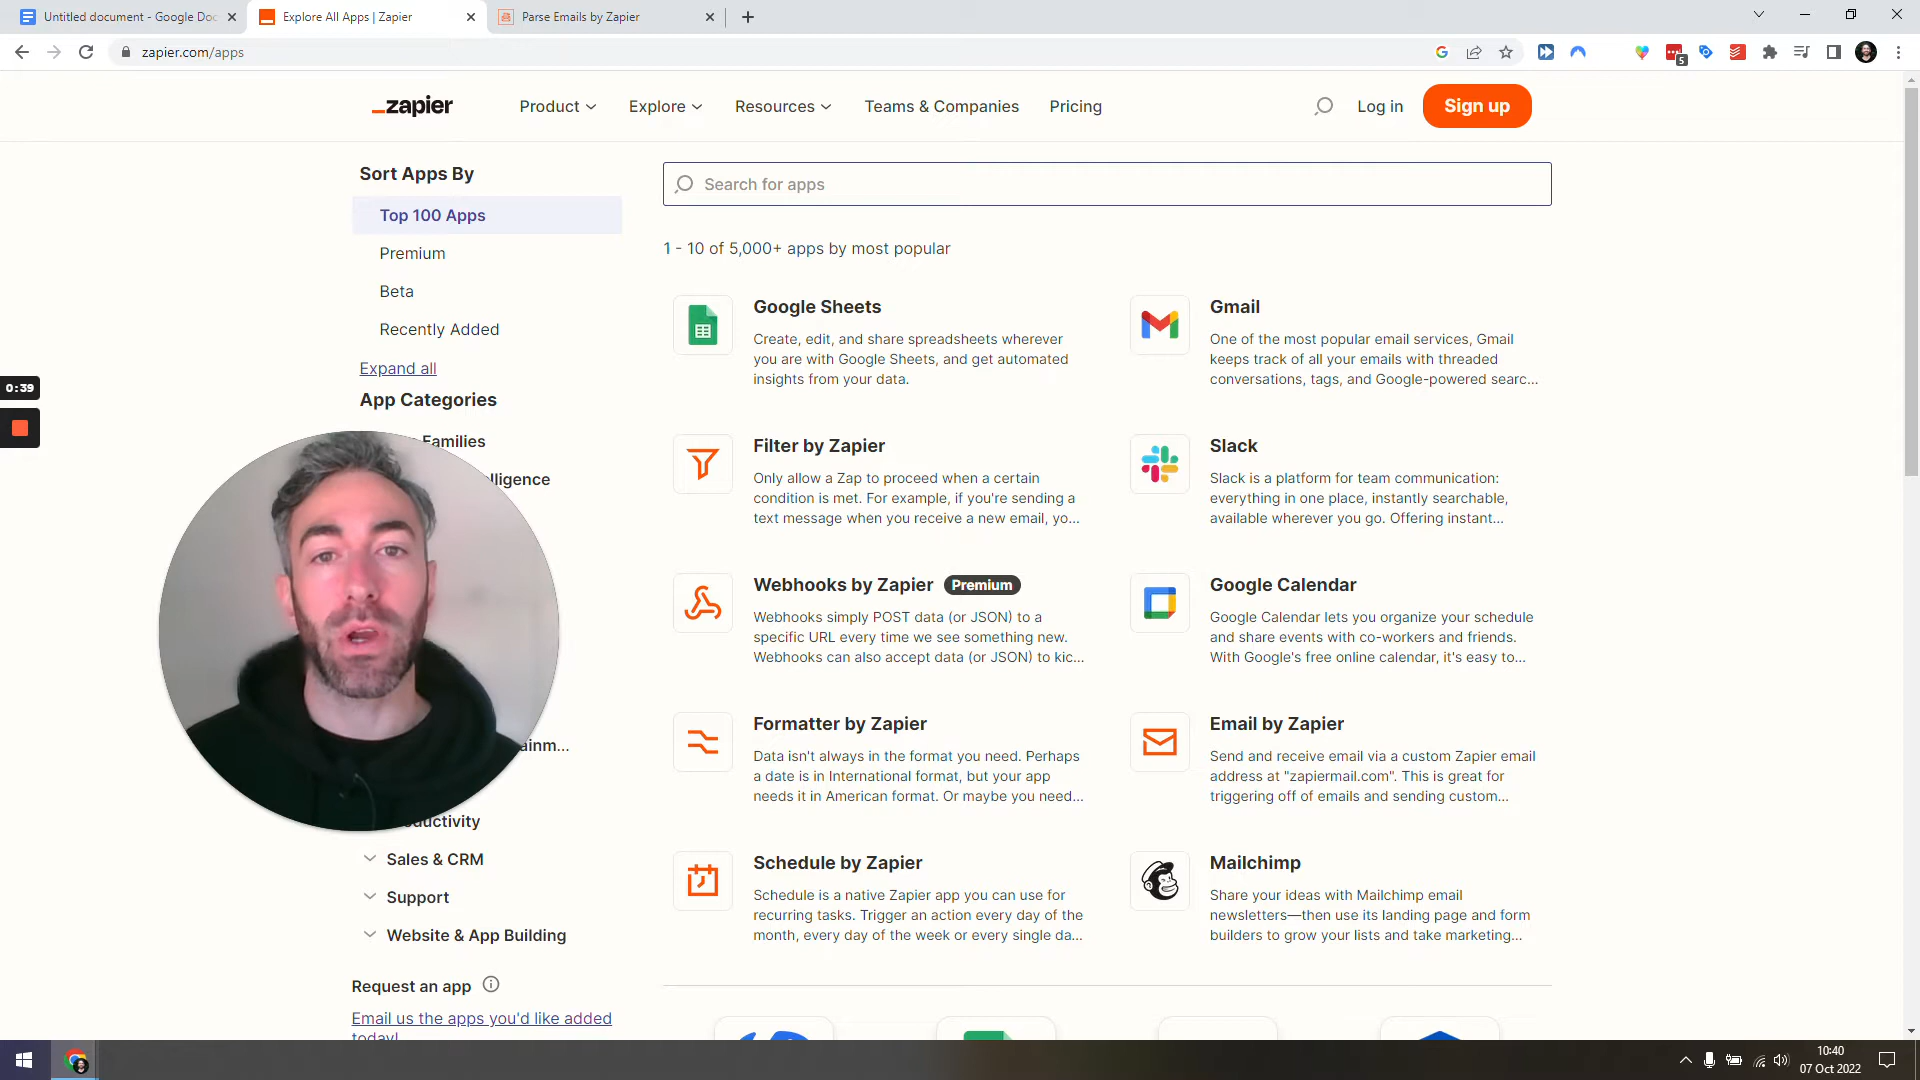 Untitled document - Google Doc
Explore All Apps | Zapier
Parse Emails by Zapier
zapier.com/apps
5
zapier
Product
Explore
Resources
Teams & Companies
Pricing
Log in
Sign up
Sort Apps By
Top 100 Apps
Premium
Beta
Recently Added
Expand all
App Categories
Families
lligence
ainm...
ductivity
Sales & CRM
Support
Website & App Building
Request an app
Email us the apps you'd like added
today!
0:39
Search for apps
1 - 10 of 5,000+ apps by most popular
Google Sheets
Create, edit, and share spreadsheets wherever
you are with Google Sheets, and get automated
insights from your data.
Gmail
One of the most popular email services, Gmail
keeps track of all your emails with threaded
conversations, tags, and Google-powered searc...
Filter by Zapier
Only allow a Zap to proceed when a certain
condition is met. For example, if you're sending a
text message when you receive a new email, yo...
Slack
Slack is a platform for team communication:
everything in one place, instantly searchable,
available wherever you go. Offering instant...
Webhooks by Zapier Premium
Webhooks simply POST data (or JSON) to a
specific URL every time we see something new.
Webhooks can also accept data (or JSON) to kic...
Google Calendar
Google Calendar lets you organize your schedule
and share events with co-workers and friends.
With Google's free online calendar, it's easy to...
Formatter by Zapier
Data isn't always in the format you need. Perhaps
a date is in International format, but your app
needs it in American format. Or maybe you need...
Email by Zapier
Send and receive email via a custom Zapier email
address at "zapiermail.com". This is great for
triggering off of emails and sending custom...
Schedule by Zapier
Schedule is a native Zapier app you can use for
recurring tasks. Trigger an action every day of the
month, every day of the week or every single da...
Mailchimp
Share your ideas with Mailchimp email
newsletters—then use its landing page and form
builders to grow your lists and take marketing...
10:40
07 Oct 2022